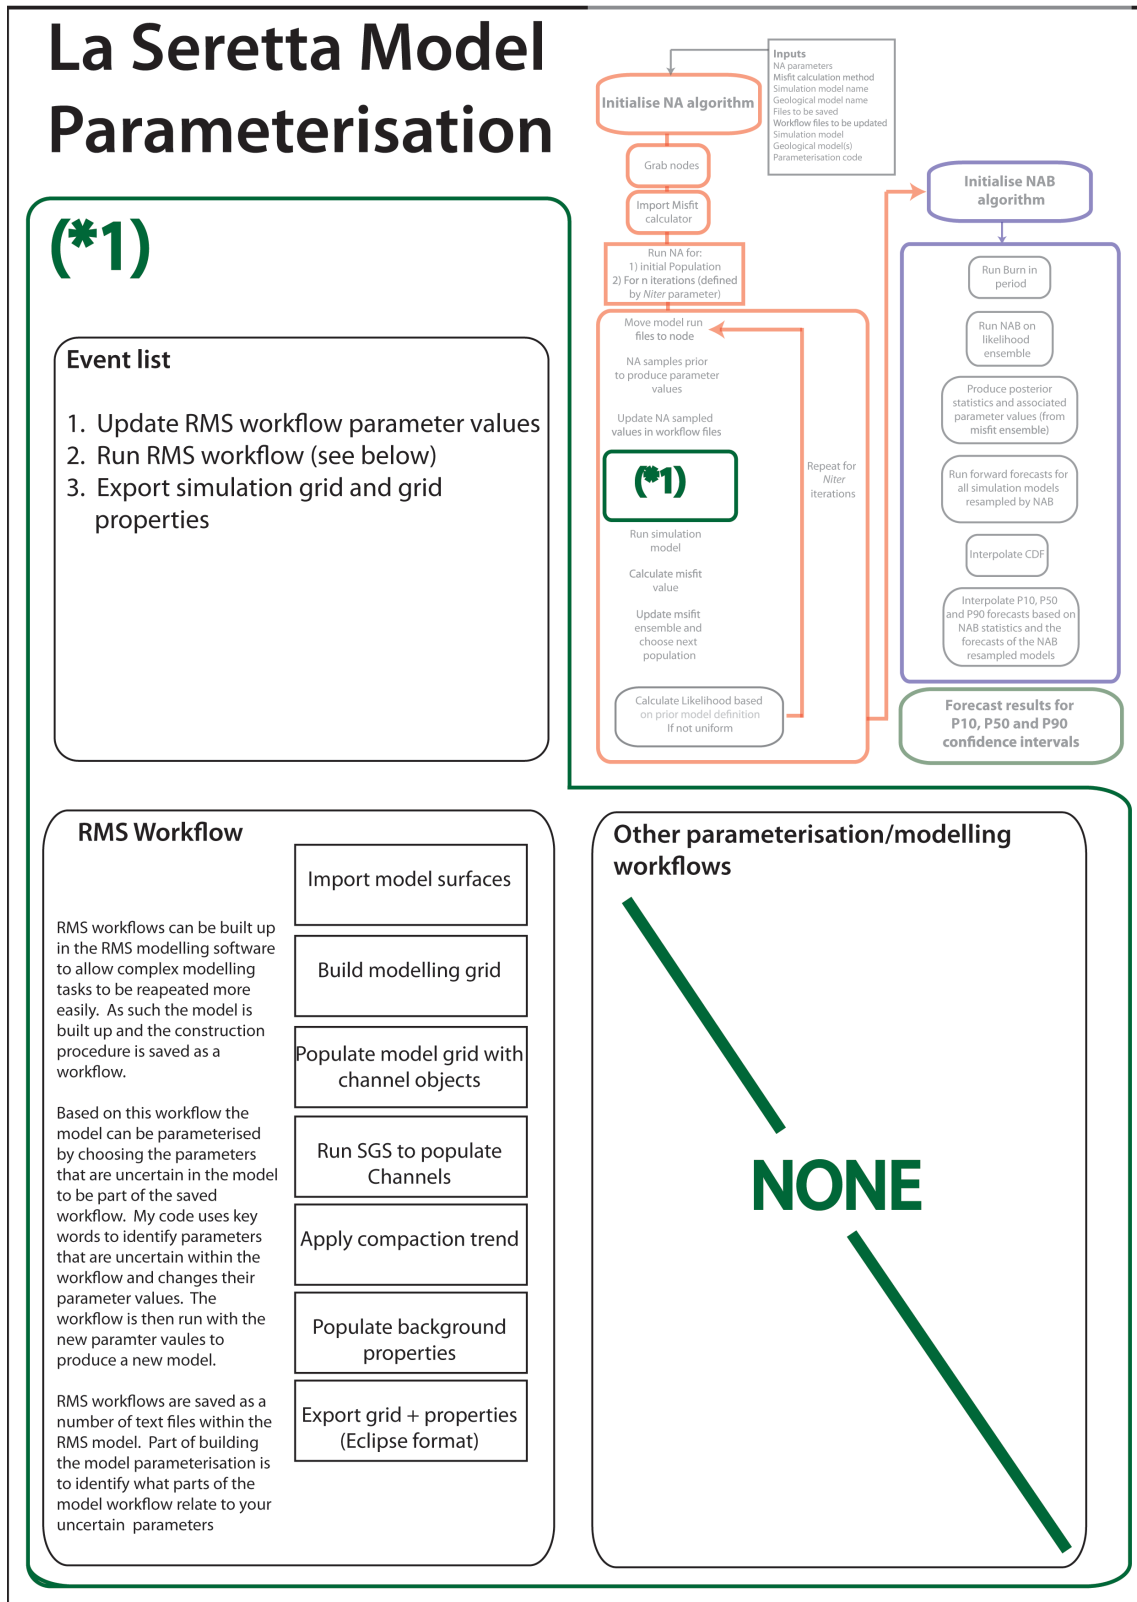 La Seretta Model
Parameterisation
Inputs
NA parameters
Misfit calculation method
Simulation model name
Geological model name
Files to be saved
Workflow files to be updated
Simulation model
Geological model(s)
Parameterisation code
Initialise NA algorithm
Grab nodes
Import Misfit
calculator
Run NA for:
1) initial Population
2) For n iterations (defined
by Niter parameter)
Move model run
files to node
NA samples prior
to produce parameter
values
Update NA sampled
values in workflow files
(*1)
Run simulation
model
Calculate misfit
value
Update msifit
ensemble and
choose next
population
Calculate Likelihood based
on prior model definition
If not uniform
Repeat for
Niter
iterations
Initialise NAB
algorithm
Run Burn in
period
Run NAB on
likelihood
ensemble
Produce posterior
statistics and associated
parameter values (from
misfit ensemble)
Run forward forecasts for
all simulation models
resampled by NAB
Interpolate CDF
Interpolate P10, P50
and P90 forecasts based on
NAB statistics and the
forecasts of the NAB
resampled models
Forecast results for
P10, P50 and P90
confidence intervals
(*1)
Event list
1. Update RMS workflow parameter values
2. Run RMS workflow (see below)
3. Export simulation grid and grid
properties
RMS Workflow
RMS workflows can be built up
in the RMS modelling software
to allow complex modelling
tasks to be reapeated more
easily. As such the model is
built up and the construction
procedure is saved as a
workflow.
Based on this workflow the
model can be parameterised
by choosing the parameters
that are uncertain in the model
to be part of the saved
workflow. My code uses key
words to identify parameters
that are uncertain within the
workflow and changes their
parameter values. The
workflow is then run with the
new paramter vaules to
produce a new model.
RMS workflows are saved as a
number of text files within the
RMS model. Part of building
the model parameterisation is
to identify what parts of the
model workflow relate to your
uncertain parameters
Import model surfaces
Build modelling grid
Populate model grid with
channel objects
Run SGS to populate
Channels
Apply compaction trend
Populate background
properties
Export grid + properties
(Eclipse format)
Other parameterisation/modelling
workflows
NONE